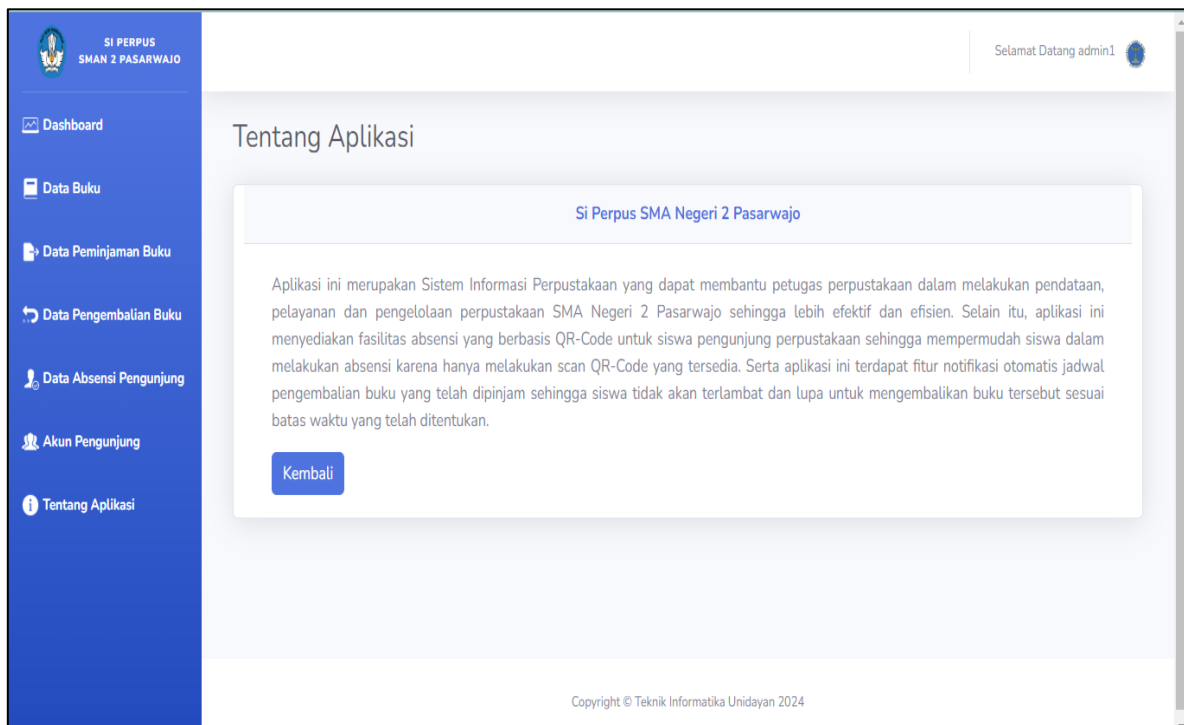 SI PERPUS
SMAN 2 PASARWAJO
Selamat Datang admin1
Dashboard
Data Buku
Data Peminjaman Buku
Data Pengembalian Buku
Data Absensi Pengunjung
Akun Pengunjung
Tentang Aplikasi
Tentang Aplikasi
Si Perpus SMA Negeri 2 Pasarwajo
Aplikasi ini merupakan Sistem Informasi Perpustakaan yang dapat membantu petugas perpustakaan dalam melakukan pendataan,
pelayanan dan pengelolaan perpustakaan SMA Negeri 2 Pasarwajo sehingga lebih efektif dan efisien. Selain itu, aplikasi ini
menyediakan fasilitas absensi yang berbasis QR-Code untuk siswa pengunjung perpustakaan sehingga mempermudah siswa dalam
melakukan absensi karena hanya melakukan scan QR-Code yang tersedia. Serta aplikasi ini terdapat fitur notifikasi otomatis jadwal
pengembalian buku yang telah dipinjam sehingga siswa tidak akan terlambat dan lupa untuk mengembalikan buku tersebut sesuai
batas waktu yang telah ditentukan.
Kembali
Copyright © Teknik Informatika Unidayan 2024